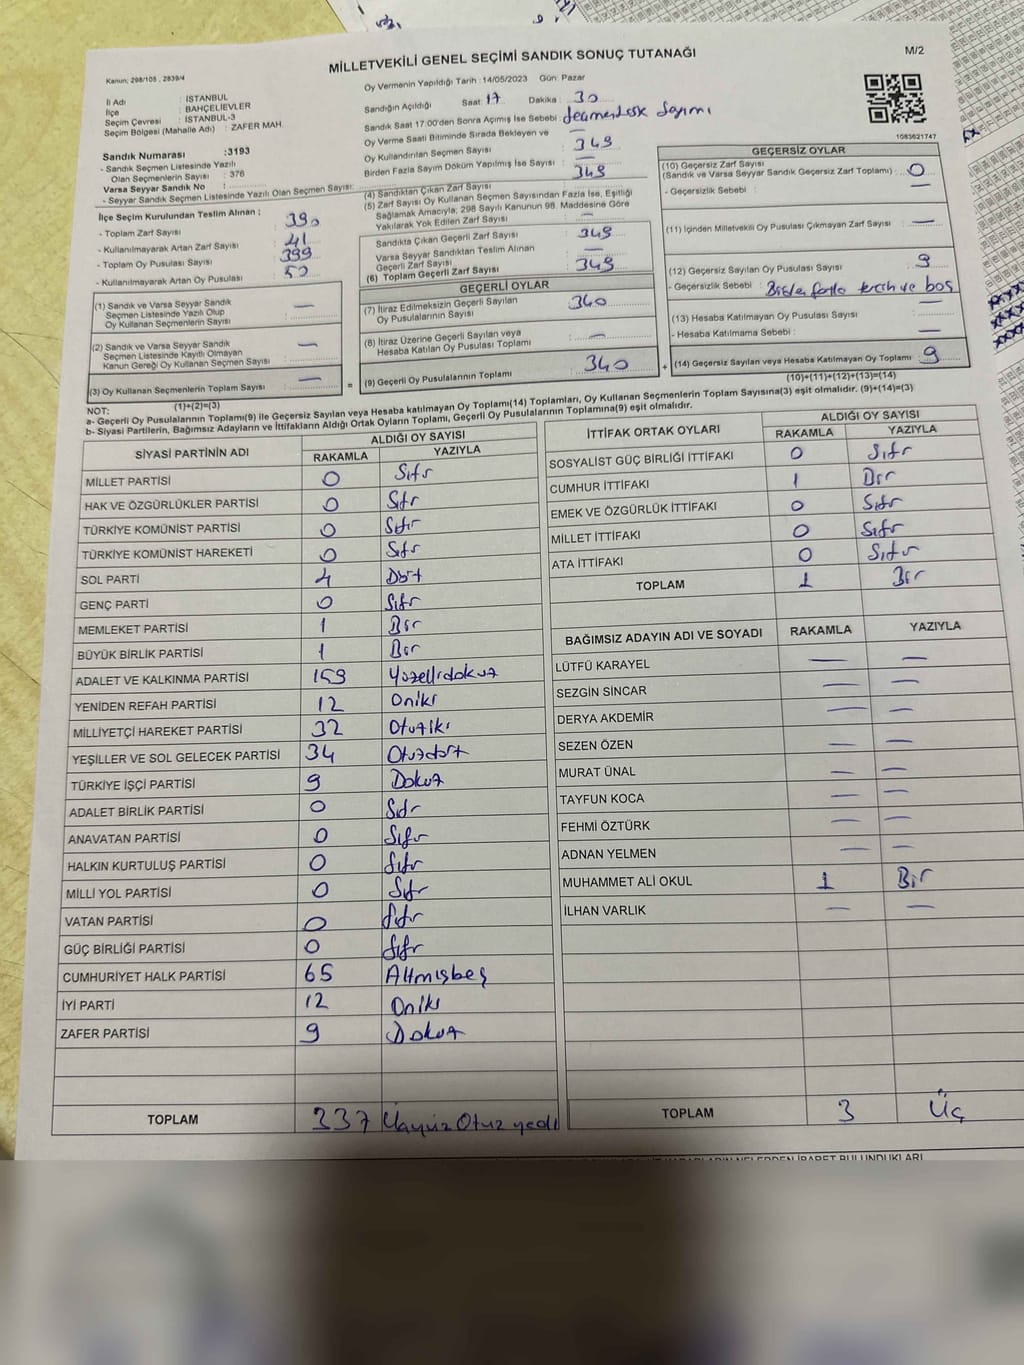 MİLLETVEKİLİ GENEL SEÇİMİ SANDIK SONUÇ TUTANAĞI
M/2
Kanun; 298/105 , 2839/4
İl Adı : İSTANBUL
İlçe : BAHÇELİEVLER
Seçim Çevresi : İSTANBUL-3
Seçim Bölgesi (Mahalle Adı) : ZAFER MAH.
Sandık Numarası :3193
- Sandık Seçmen Listesinde Yazılı
Olan Seçmenlerin Sayısı : 376
Varsa Seyyar Sandık No :
- Seyyar Sandık Seçmen Listesinde Yazılı Olan Seçmen Sayısı:
Oy Vermenin Yapıldığı Tarih : 14/05/2023 Gün: Pazar
Sandığın Açıldığı Saat 17 Dakika : 30
Sandık Saat 17:00'den Sonra Açımış İse Sebebi :
Oy Verme Saati Bitiminde Sırada Bekleyen ve
Oy Kullandırılan Seçmen Sayısı : 349
Birden Fazla Sayım Döküm Yapılmış İse Sayısı : —
1083621747
İlçe Seçim Kurulundan Teslim Alınan ;
- Toplam Zarf Sayısı : 390
- Kullanılmayarak Artan Zarf Sayısı : 41
- Toplam Oy Pusulası Sayısı : 399
- Kullanılmayarak Artan Oy Pusulası : 50
(1) Sandık ve Varsa Seyyar Sandık
Seçmen Listesinde Yazılı Olup
Oy Kullanan Seçmenlerin Sayısı : —
(2) Sandık ve Varsa Seyyar Sandık
Seçmen Listesinde Kayıtlı Olmayan
Kanun Gereği Oy Kullanan Seçmen Sayısı : —
(3) Oy Kullanan Seçmenlerin Toplam Sayısı : —
(1)+(2)=(3)
(4) Sandıktan Çıkan Zarf Sayısı : 349
(5) Zarf Sayısı Oy Kullanan Seçmen Sayısından Fazla İse, Eşitliği
Sağlamak Amacıyla; 298 Sayılı Kanunun 98. Maddesine Göre
Yakılarak Yok Edilen Zarf Sayısı : —
Sandıkta Çıkan Geçerli Zarf Sayısı : 349
Varsa Seyyar Sandıktan Teslim Alınan
Geçerli Zarf Sayısı : —
(6) Toplam Geçerli Zarf Sayısı : 349
GEÇERLİ OYLAR
(7) İtiraz Edilmeksizin Geçerli Sayılan
Oy Pusulalarının Sayısı : 340
(8) İtiraz Üzerine Geçerli Sayılan veya
Hesaba Katılan Oy Pusulası Toplamı : —
= (9) Geçerli Oy Pusulalarının Toplamı : 340
GEÇERSİZ OYLAR
(10) Geçersiz Zarf Sayısı
(Sandık ve Varsa Seyyar Sandık Geçersiz Zarf Toplamı) : 0
- Geçersizlik Sebebi : —
(11) İçinden Milletvekili Oy Pusulası Çıkmayan Zarf Sayısı : —
(12) Geçersiz Sayılan Oy Pusulası Sayısı : 9
- Geçersizlik Sebebi : Birden fazla tercih ve boş
(13) Hesaba Katılmayan Oy Pusulası Sayısı : —
- Hesaba Katılmama Sebebi : —
+ (14) Geçersiz Sayılan veya Hesaba Katılmayan Oy Toplamı : 9
(10)+(11)+(12)+(13)=(14)
NOT:
a- Geçerli Oy Pusulalarının Toplamı(9) ile Geçersiz Sayılan veya Hesaba katılmayan Oy Toplamı(14) Toplamları, Oy Kullanan Seçmenlerin Toplam Sayısına(3) eşit olmalıdır. (9)+(14)=(3)
b- Siyasi Partilerin, Bağımsız Adayların ve İttifakların Aldığı Ortak Oyların Toplamı, Geçerli Oy Pusulalarının Toplamına(9) eşit olmalıdır.
SİYASİ PARTİNİN ADI ALDIĞI OY SAYISI
RAKAMLA YAZIYLA
MİLLET PARTİSİ 0 Sıfır
HAK VE ÖZGÜRLÜKLER PARTİSİ 0 Sıfır
TÜRKİYE KOMÜNİST PARTİSİ 0 Sıfır
TÜRKİYE KOMÜNİST HAREKETİ 0 Sıfır
SOL PARTİ 4 Dört
GENÇ PARTİ 0 Sıfır
MEMLEKET PARTİSİ 1 Bir
BÜYÜK BİRLİK PARTİSİ 1 Bir
ADALET VE KALKINMA PARTİSİ 159 Yüzellidokuz
YENİDEN REFAH PARTİSİ 12 Oniki
MİLLİYETÇİ HAREKET PARTİSİ 32 Otuziki
YEŞİLLER VE SOL GELECEK PARTİSİ 34 Otuzdört
TÜRKİYE İŞÇİ PARTİSİ 9 Dokuz
ADALET BİRLİK PARTİSİ 0 Sıfır
ANAVATAN PARTİSİ 0 Sıfır
HALKIN KURTULUŞ PARTİSİ 0 Sıfır
MİLLİ YOL PARTİSİ 0 Sıfır
VATAN PARTİSİ 0 Sıfır
GÜÇ BİRLİĞİ PARTİSİ 0 Sıfır
CUMHURİYET HALK PARTİSİ 65 Altmışbeş
İYİ PARTİ 12 Oniki
ZAFER PARTİSİ 9 Dokuz
TOPLAM 337 Üçyüz Otuz yedi
İTTİFAK ORTAK OYLARI ALDIĞI OY SAYISI
RAKAMLA YAZIYLA
SOSYALİST GÜÇ BİRLİĞİ İTTİFAKI 0 Sıfır
CUMHUR İTTİFAKI 1 Bir
EMEK VE ÖZGÜRLÜK İTTİFAKI 0 Sıfır
MİLLET İTTİFAKI 0 Sıfır
ATA İTTİFAKI 0 Sıfır
TOPLAM 1 Bir
BAĞIMSIZ ADAYIN ADI VE SOYADI RAKAMLA YAZIYLA
LÜTFÜ KARAYEL — —
SEZGİN SİNCAR — —
DERYA AKDEMİR — —
SEZEN ÖZEN — —
MURAT ÜNAL — —
TAYFUN KOCA — —
FEHMİ ÖZTÜRK — —
ADNAN YELMEN — —
MUHAMMET ALİ OKUL 1 Bir
İLHAN VARLIK — —
TOPLAM 3 Üç